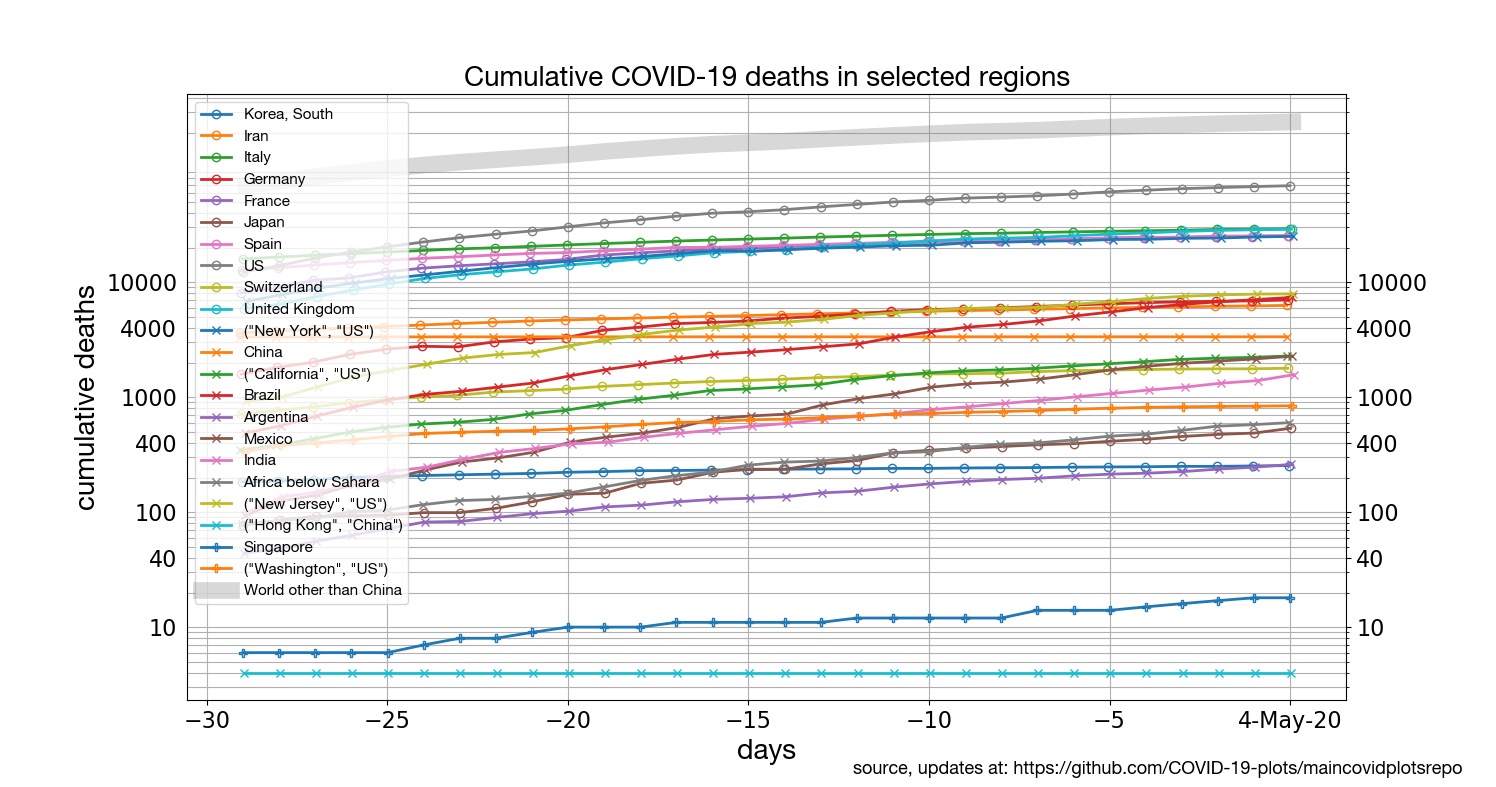 Cumulative COVID-19 deaths in selected regions
Korea, South
Iran
Italy
Germany
France
Japan
Spain
US
Switzerland
United Kingdom
("New York", "US")
China
("California", "US")
Brazil
Argentina
Mexico
India
Africa below Sahara
("New Jersey", "US")
("Hong Kong", "China")
Singapore
("Washington", "US")
World other than China
cumulative deaths
10000
4000
1000
400
100
40
10
10000
4000
1000
400
100
40
10
−30 −25 −20 −15 −10 −5 4-May-20
days
source, updates at: https://github.com/COVID-19-plots/maincovidplotsrepo